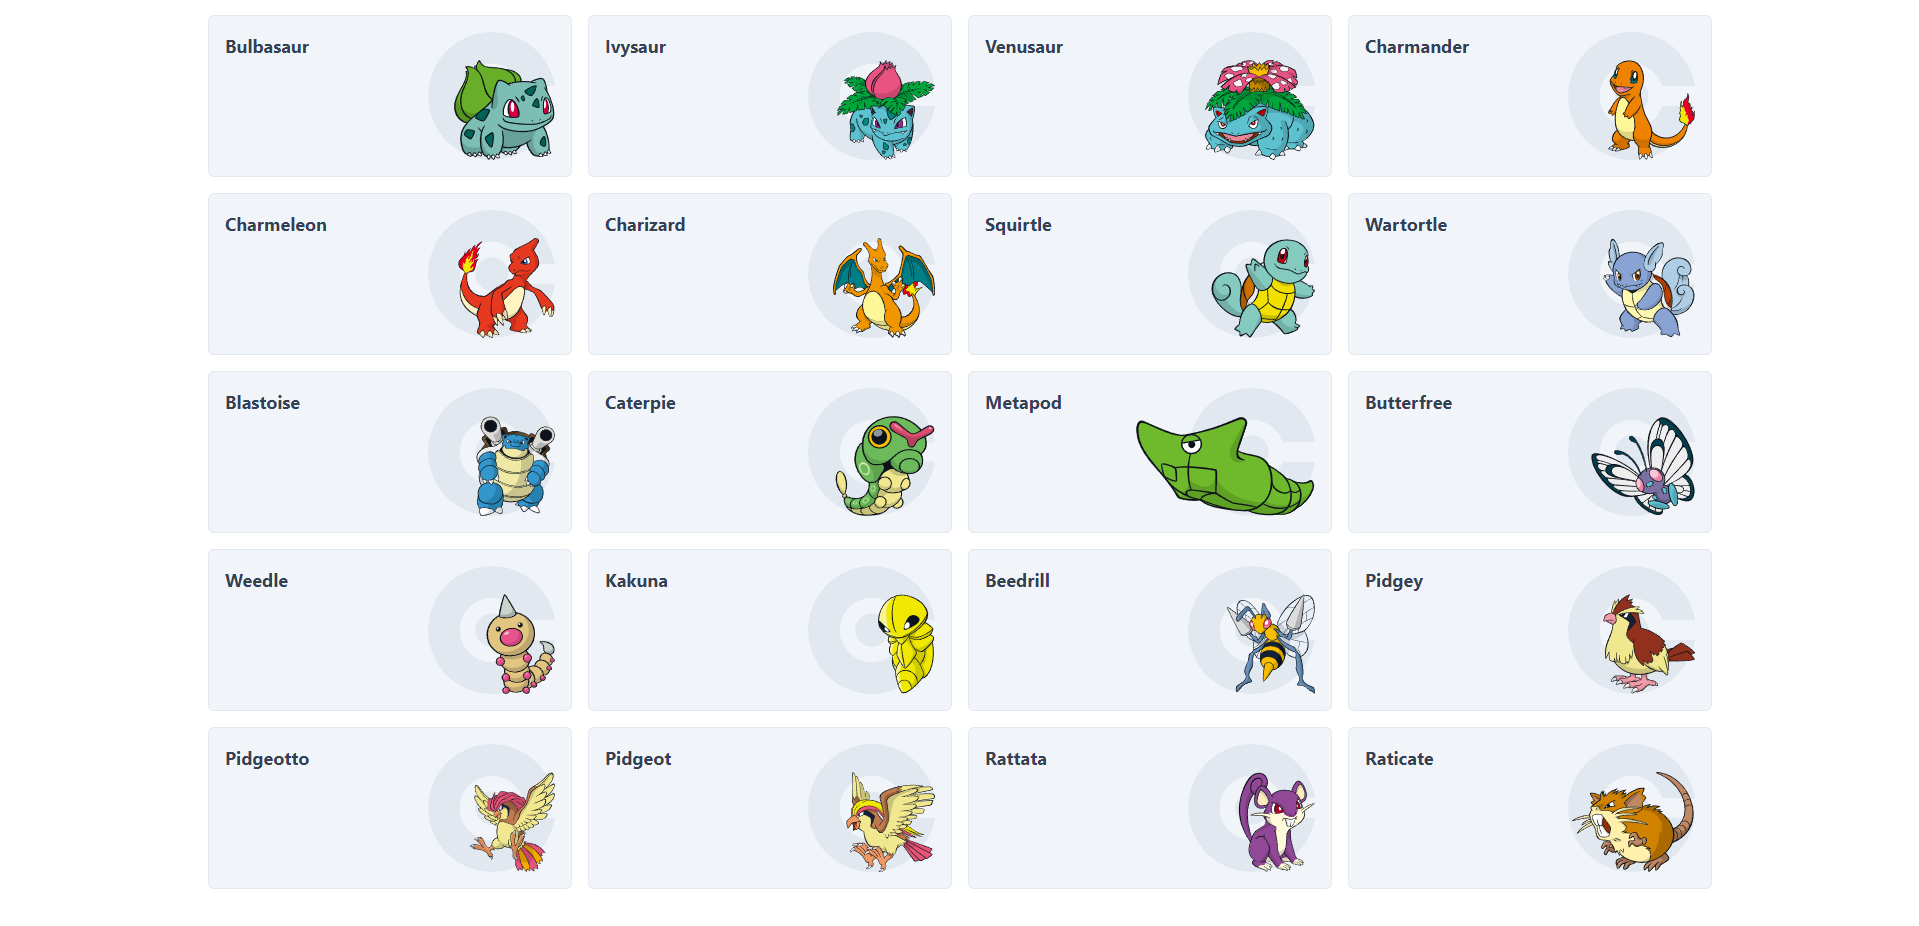 Bulbasaur
Ivysaur
Venusaur
Charmander
Charmeleon
Charizard
Squirtle
Wartortle
Blastoise
Caterpie
Metapod
Butterfree
Weedle
Kakuna
Beedrill
Pidgey
Pidgeotto
Pidgeot
Rattata
Raticate